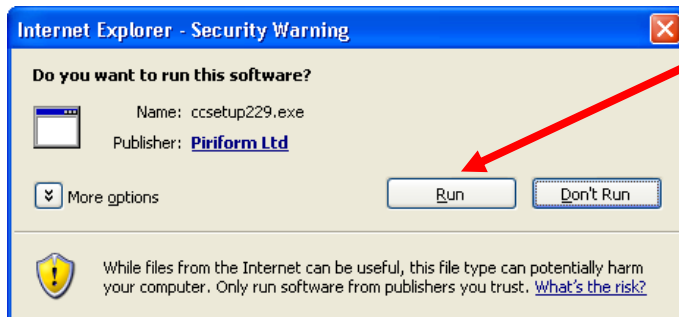 Internet Explorer - Security Warning
Do you want to run this software?
Name: ccsetup229.exe
Publisher: Piriform Ltd
More options
Run
Don't Run
While files from the Internet can be useful, this file type can potentially harm
your computer. Only run software from publishers you trust. What's the risk?